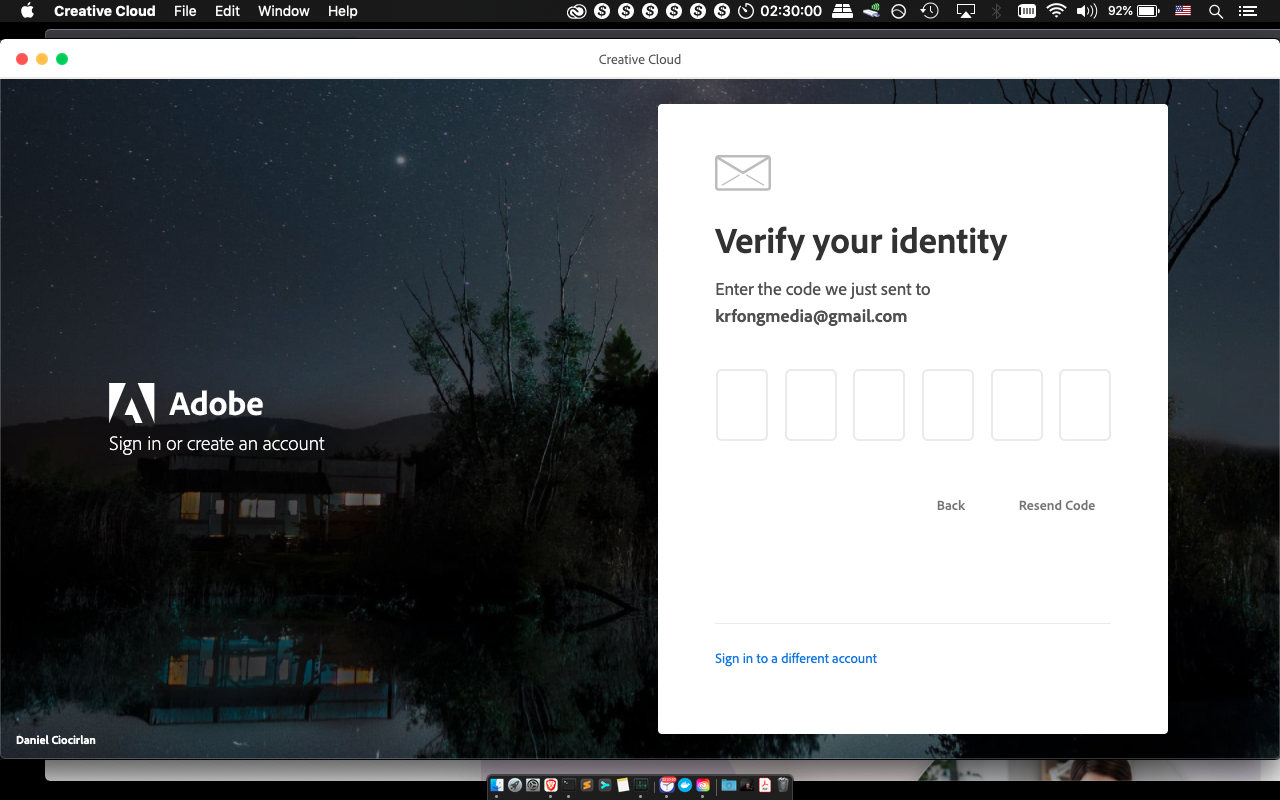 Creative Cloud File Edit Window Help 02:30:00 92%
Creative Cloud
Verify your identity
Enter the code we just sent to
krfongmedia@gmail.com
Adobe
Sign in or create an account
Back Resend Code
Sign in to a different account
Daniel Ciocirlan